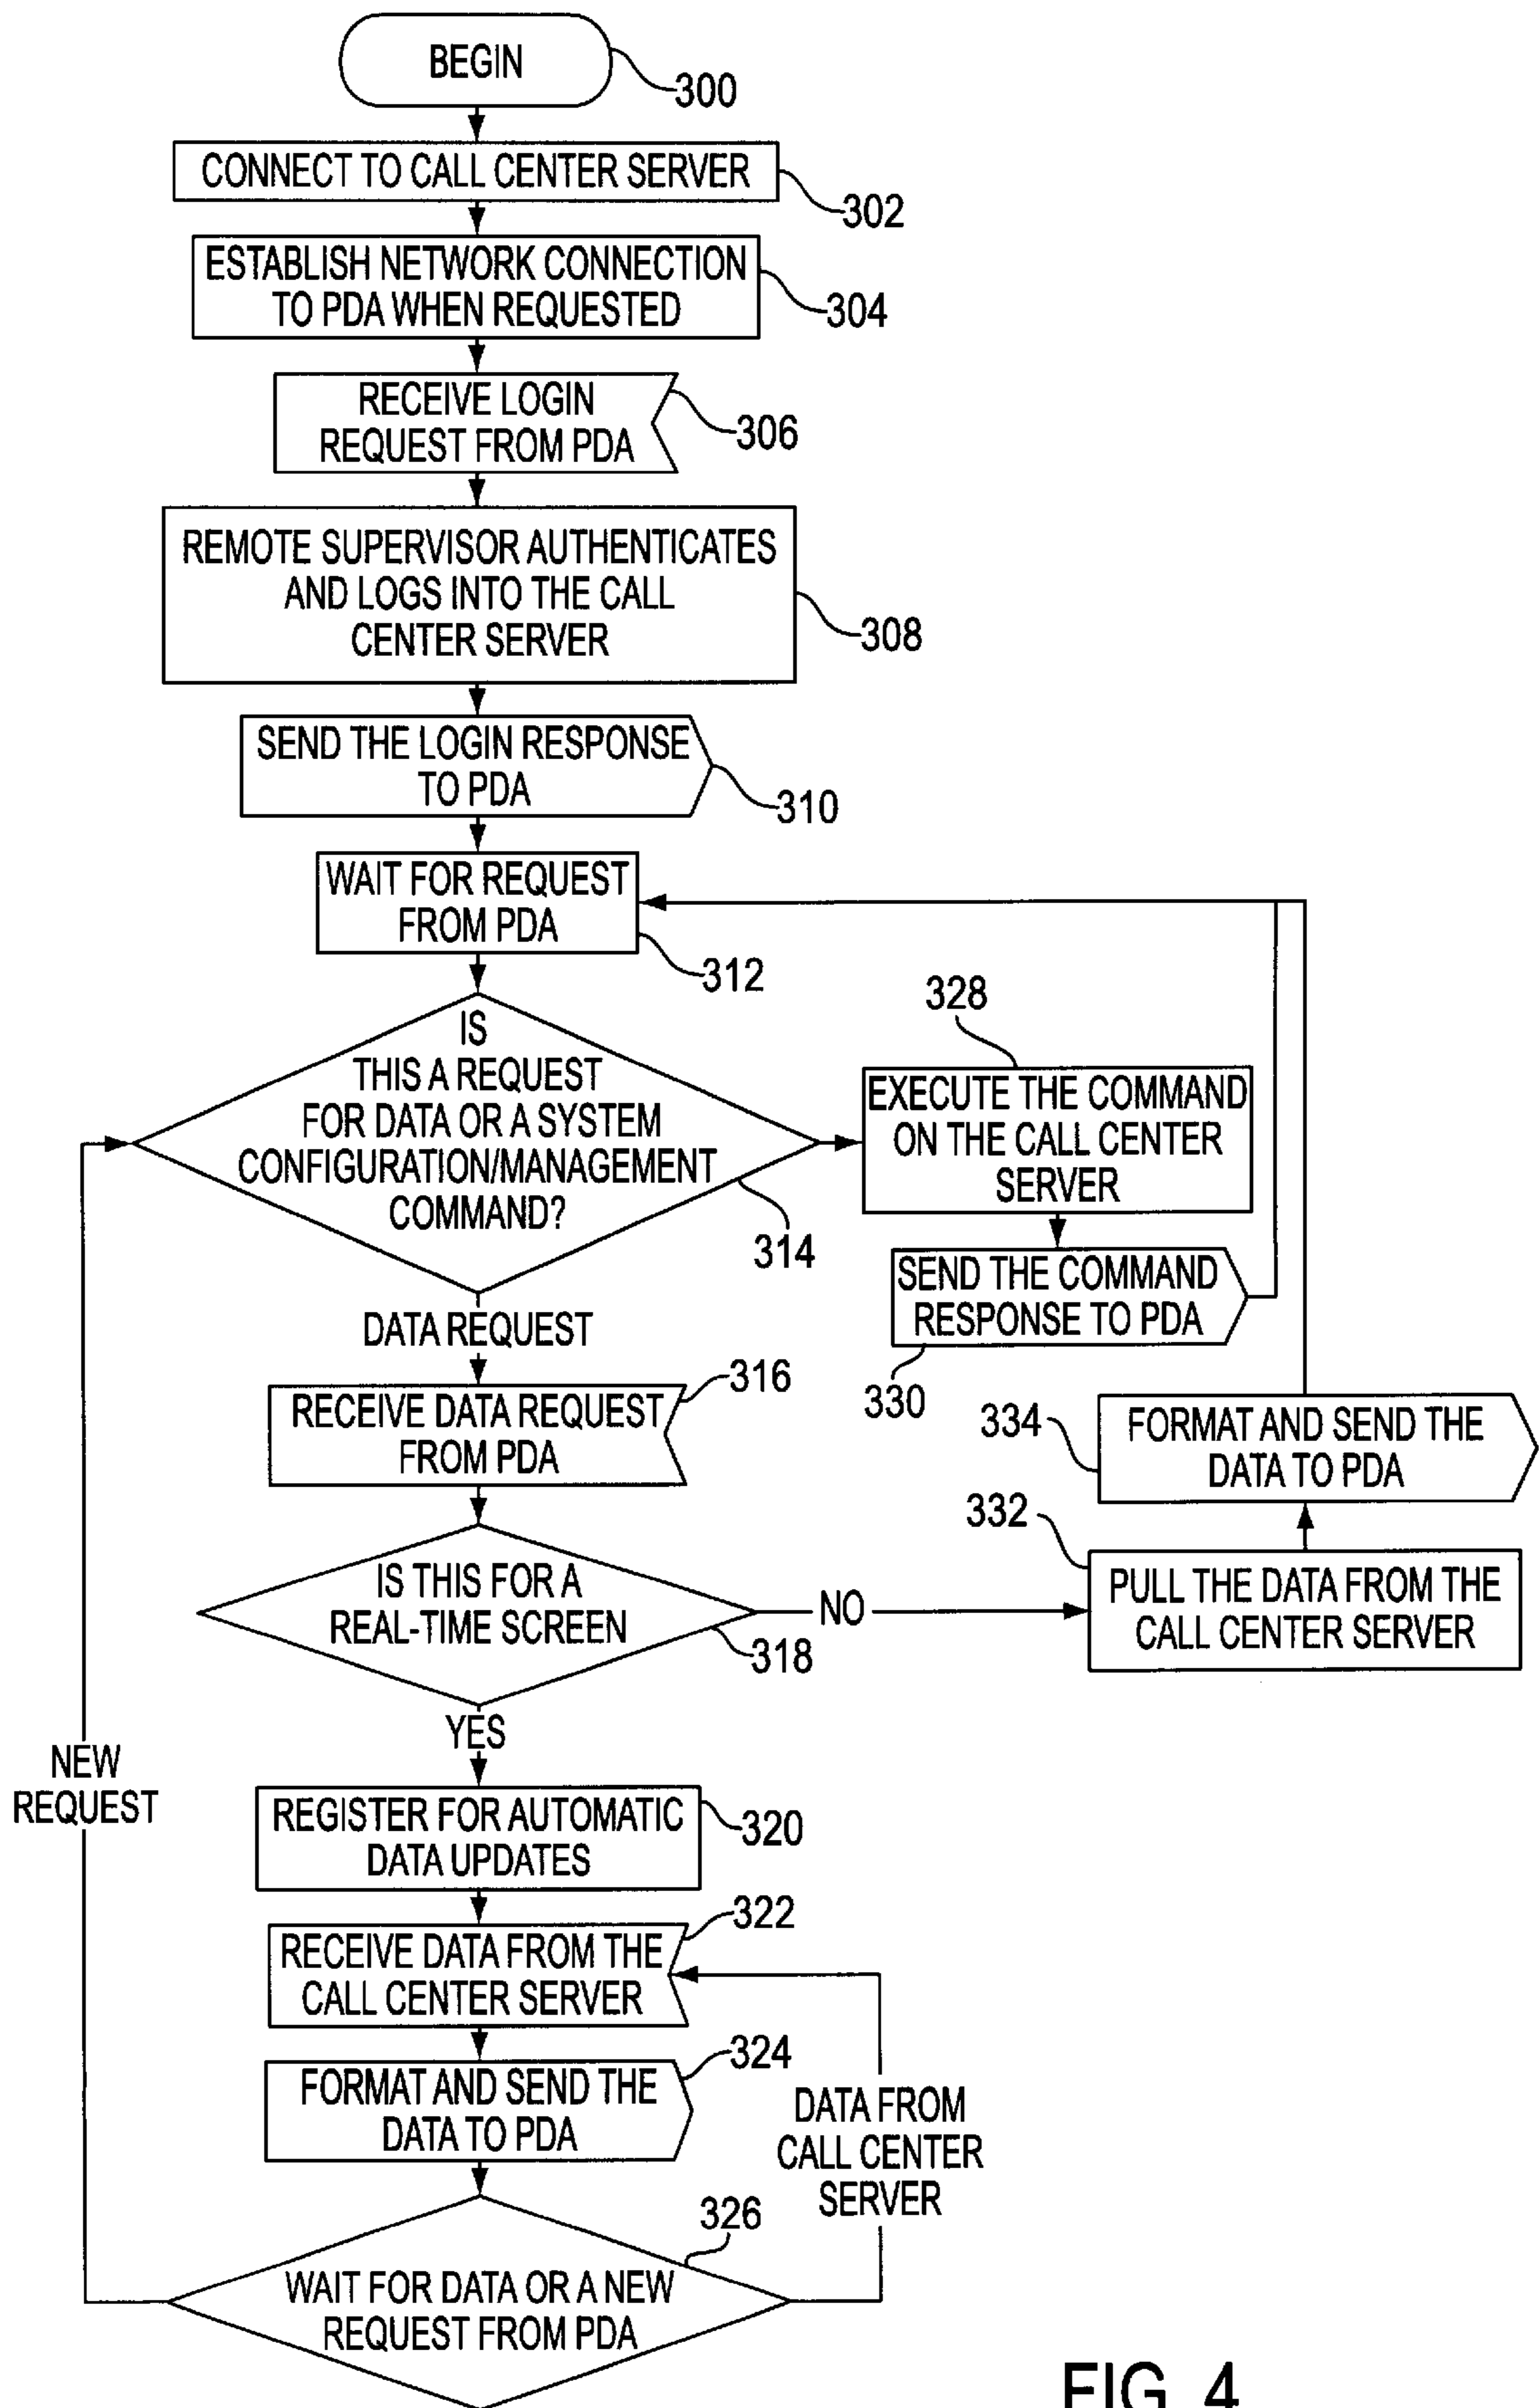 BEGIN
300
CONNECT TO CALL CENTER SERVER
302
ESTABLISH NETWORK CONNECTION
TO PDA WHEN REQUESTED
304
RECEIVE LOGIN
REQUEST FROM PDA
306
REMOTE SUPERVISOR AUTHENTICATES
AND LOGS INTO THE CALL
CENTER SERVER
308
SEND THE LOGIN RESPONSE
TO PDA
310
WAIT FOR REQUEST
FROM PDA
312
IS
THIS A REQUEST
FOR DATA OR A SYSTEM
CONFIGURATION/MANAGEMENT
COMMAND?
314
328
EXECUTE THE COMMAND
ON THE CALL CENTER
SERVER
SEND THE COMMAND
RESPONSE TO PDA
330
DATA REQUEST
316
RECEIVE DATA REQUEST
FROM PDA
334
FORMAT AND SEND THE
DATA TO PDA
332
PULL THE DATA FROM THE
CALL CENTER SERVER
IS THIS FOR A
REAL-TIME SCREEN
318
NO
YES
NEW
REQUEST
REGISTER FOR AUTOMATIC
DATA UPDATES
320
322
RECEIVE DATA FROM THE
CALL CENTER SERVER
324
FORMAT AND SEND THE
DATA TO PDA
DATA FROM
CALL CENTER
SERVER
326
WAIT FOR DATA OR A NEW
REQUEST FROM PDA
FIG. 4